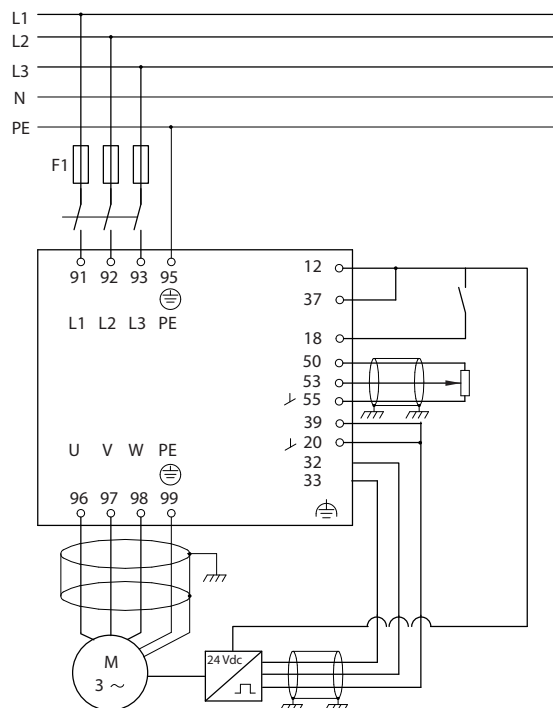 L1
L2
L3
N
PE
F1
91 92 93 95
12
37
L1 L2 L3 PE
18
50
53
55
39
U V W PE
20
32
33
96 97 98 99
M
3 ~
24 Vdc